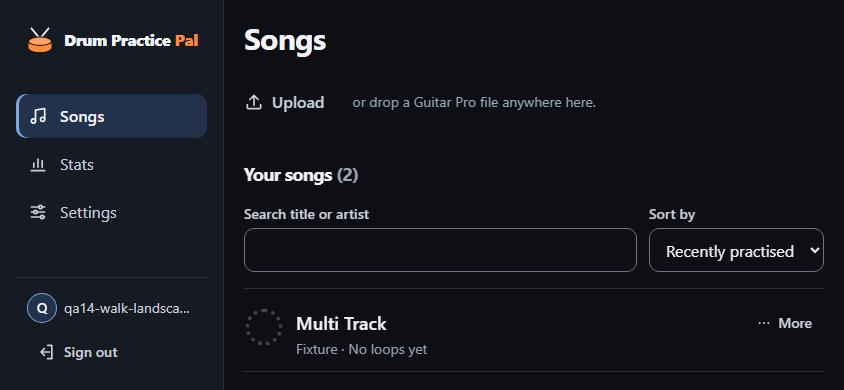 Drum Practice Pal
Songs
Stats
Settings
Q qa14-walk-landsca...
Sign out
Songs
Upload or drop a Guitar Pro file anywhere here.
Your songs (2)
Search title or artist Sort by
Recently practised
Multi Track ··· More
Fixture · No loops yet